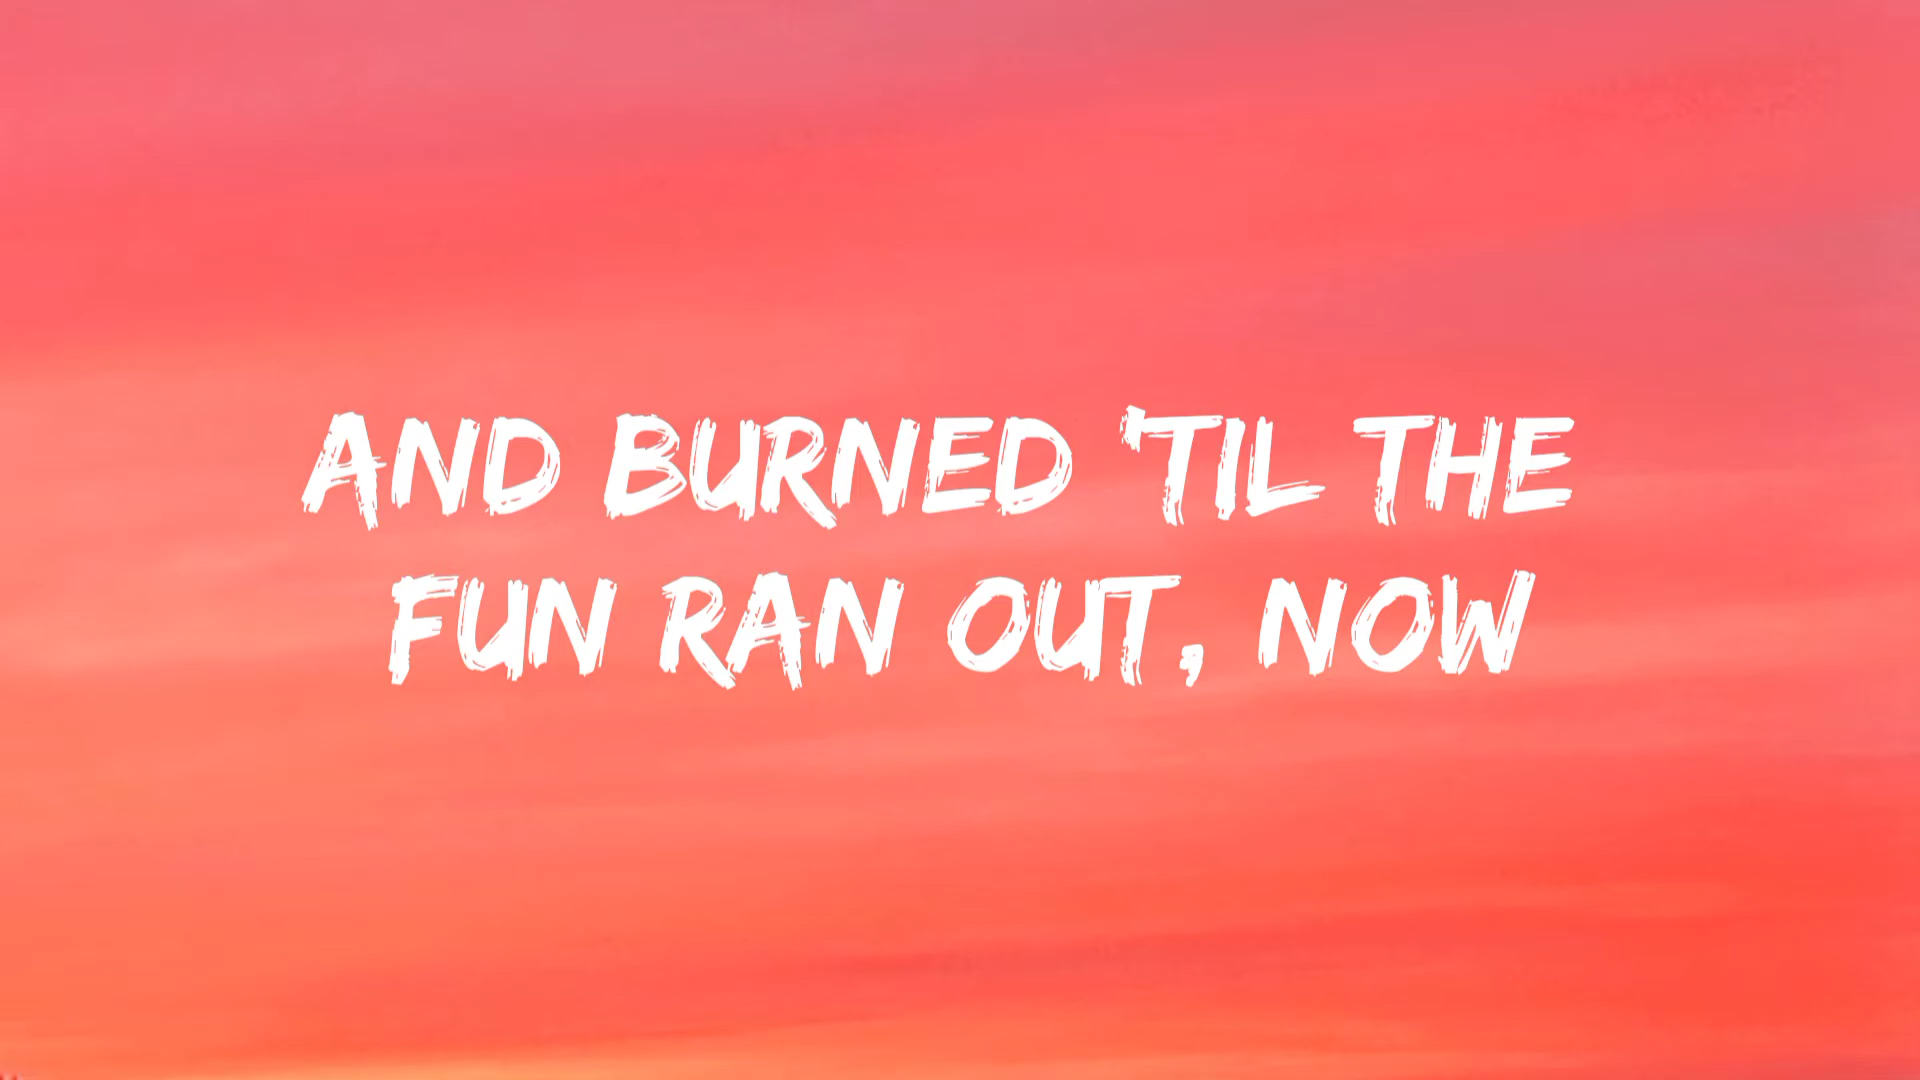 AND BURNED 'TIL THE
FUN RAN OUT, NOW